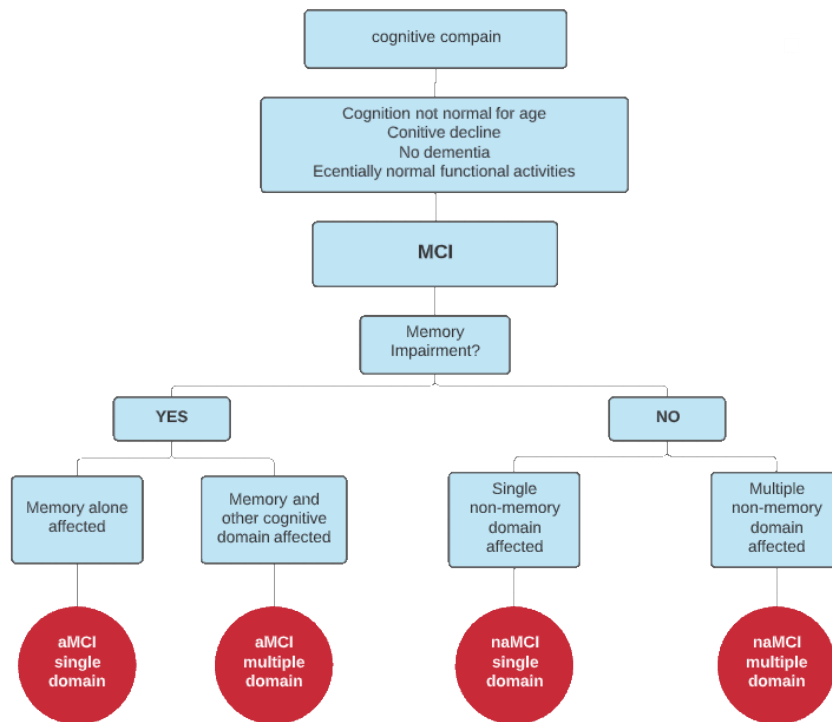 cognitive compain
Cognition not normal for age
Conitive decline
No dementia
Ecentially normal functional activities
MCI
Memory
Impairment?
YES
NO
Memory alone
affected
Memory and
other cognitive
domain affected
Single
non-memory
domain
affected
Multiple
non-memory
domain
affected
aMCI
single
domain
aMCI
multiple
domain
naMCI
single
domain
naMCI
multiple
domain